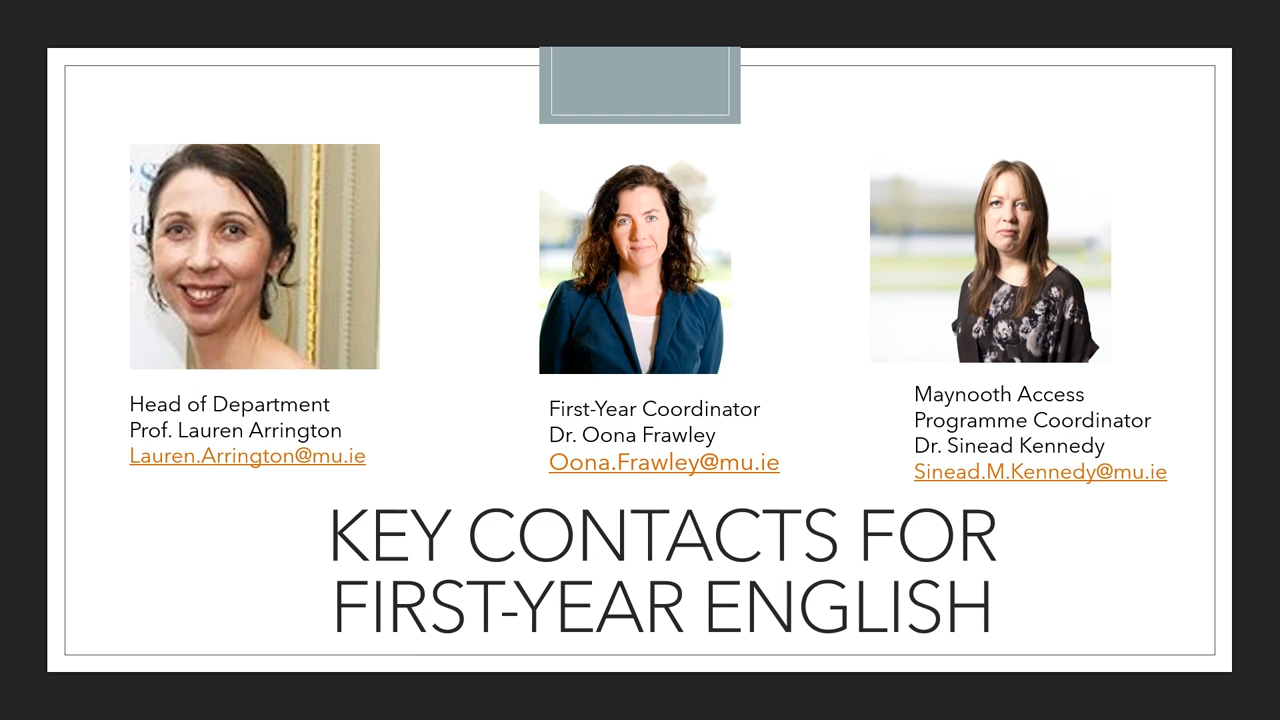 Head of Department
Prof. Lauren Arrington
Lauren.Arrington@mu.ie
First-Year Coordinator
Dr. Oona Frawley
Oona.Frawley@mu.ie
Maynooth Access
Programme Coordinator
Dr. Sinead Kennedy
Sinead.M.Kennedy@mu.ie
KEY CONTACTS FOR
FIRST-YEAR ENGLISH